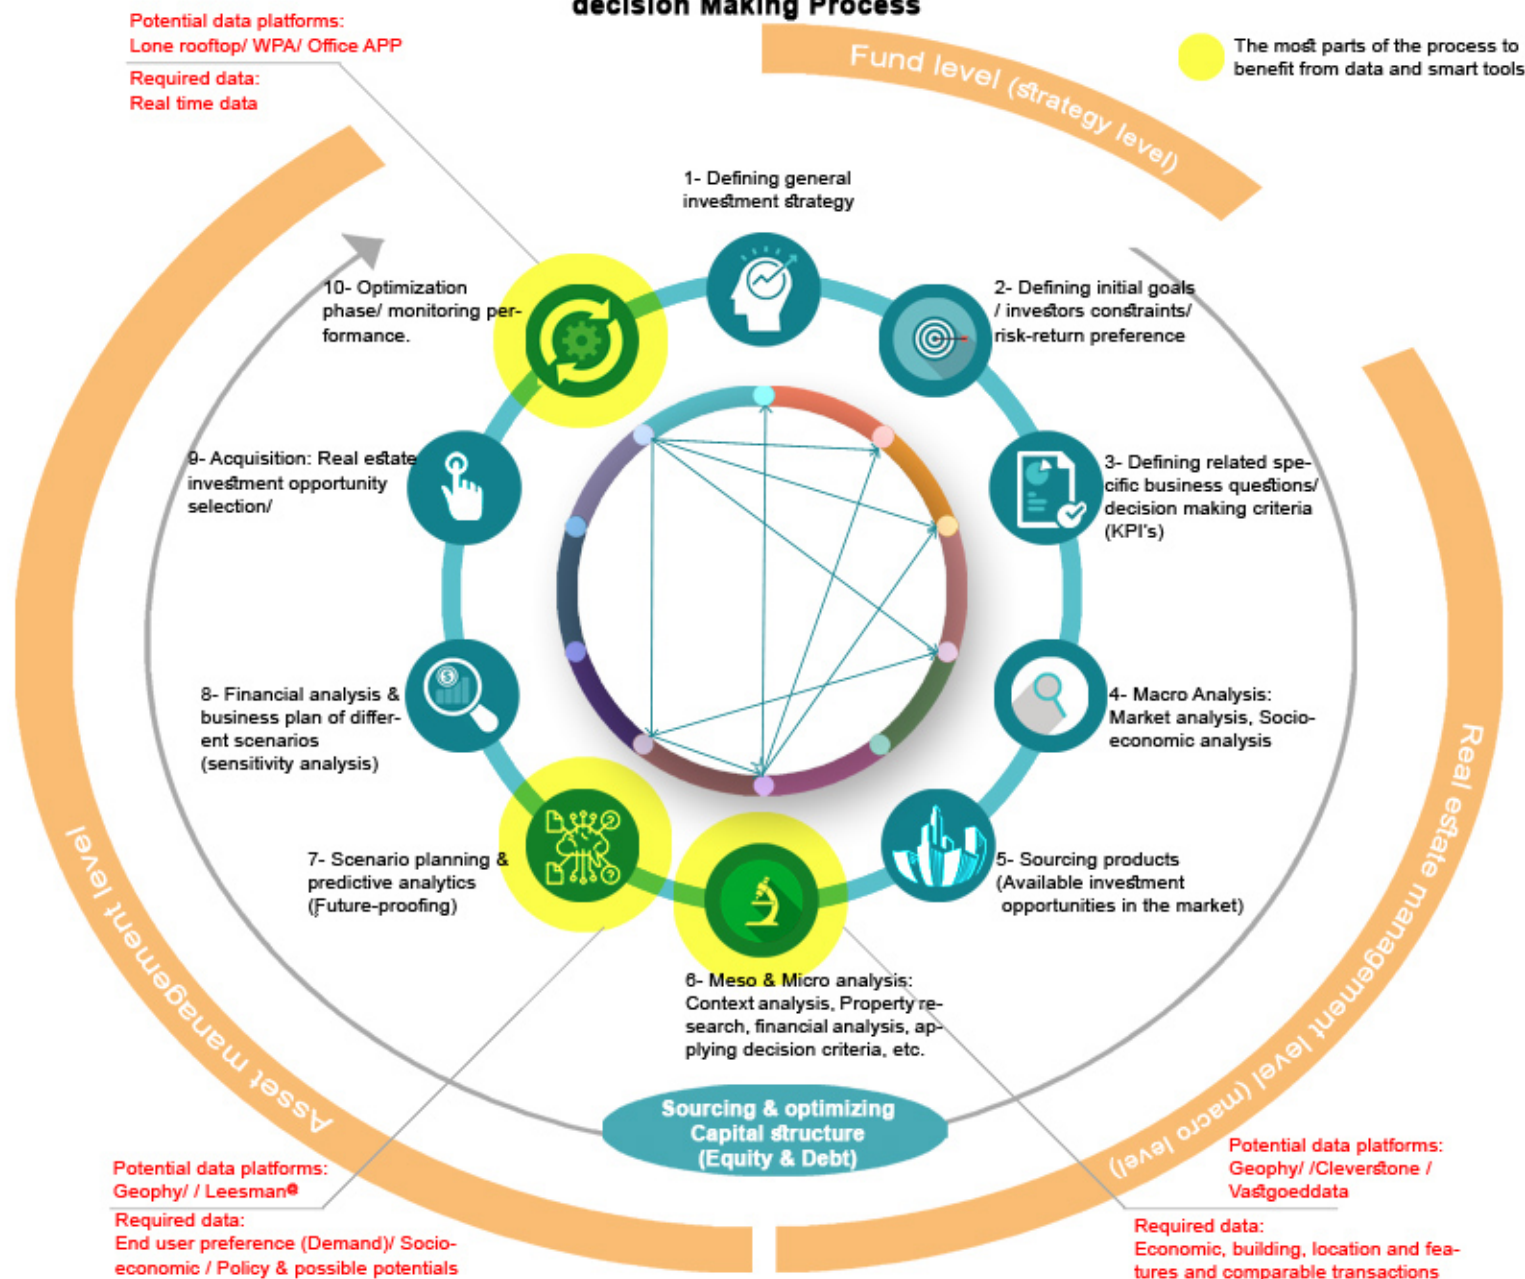 decision Making Process
Potential data platforms:
Lone rooftop/ WPA/ Office APP
Required data:
Real time data
Fund level (strategy level)
The most parts of the process to
benefit from data and smart tools
1- Defining general
investment strategy
2- Defining initial goals
/ investors constraints/
risk-return preference
3- Defining related spe-
cific business questions/
decision making criteria
(KPI's)
4- Macro Analysis:
Market analysis, Socio-
economic analysis
5- Sourcing products
(Available investment
opportunities in the market)
6- Meso & Micro analysis:
Context analysis, Property re-
search, financial analysis, ap-
plying decision criteria, etc.
7- Scenario planning &
predictive analytics
(Future-proofing)
8- Financial analysis &
business plan of differ-
ent scenarios
(sensitivity analysis)
9- Acquisition: Real estate
investment opportunity
selection/
10- Optimization
phase/ monitoring per-
formance.
Real estate management level (macro level)
Asset management level
Sourcing & optimizing
Capital structure
(Equity & Debt)
Potential data platforms:
Geophy/ / Leesman®
Required data:
End user preference (Demand)/ Socio-
economic / Policy & possible potentials
Potential data platforms:
Geophy/ /Cleverstone /
Vastgoeddata
Required data:
Economic, building, location and fea-
tures and comparable transactions